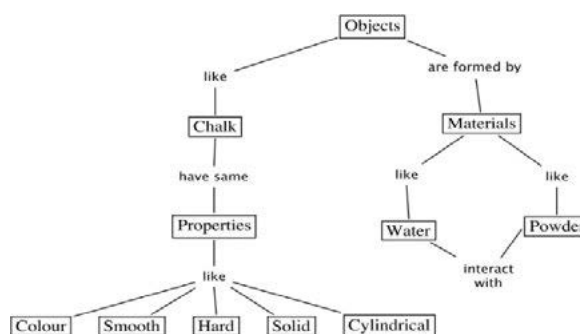 Objects
like
are formed by
Chalk
Materials
have same
like
like
Properties
Water
Powder
like
interact
with
Colour
Smooth
Hard
Solid
Cylindrical